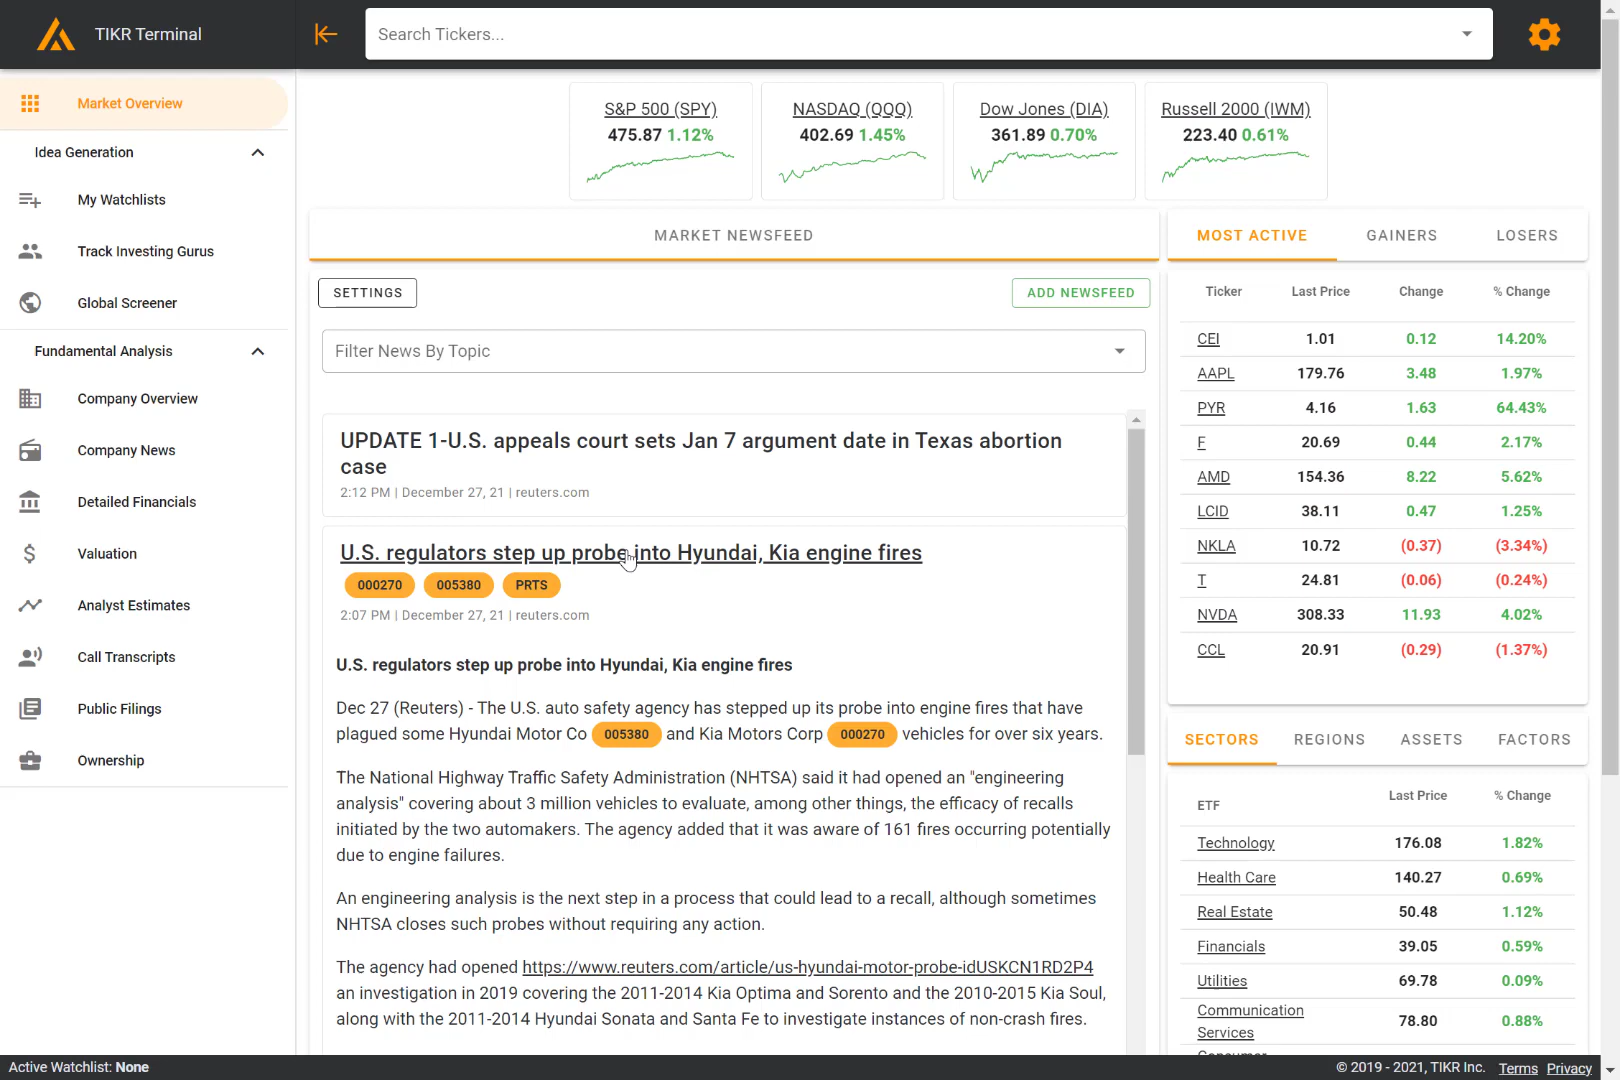 TIKR Terminal
Search Tickers...
Market Overview
Idea Generation
My Watchlists
Track Investing Gurus
Global Screener
Fundamental Analysis
Company Overview
Company News
Detailed Financials
Valuation
Analyst Estimates
Call Transcripts
Public Filings
Ownership
S&P 500 (SPY)
475.87 1.12%
NASDAQ (QQQ)
402.69 1.45%
Dow Jones (DIA)
361.89 0.70%
Russell 2000 (IWM)
223.40 0.61%
MARKET NEWSFEED
SETTINGS
ADD NEWSFEED
Filter News By Topic
UPDATE 1-U.S. appeals court sets Jan 7 argument date in Texas abortion
case
2:12 PM | December 27, 21 | reuters.com
U.S. regulators step up probe into Hyundai, Kia engine fires
000270 005380 PRTS
2:07 PM | December 27, 21 | reuters.com
U.S. regulators step up probe into Hyundai, Kia engine fires
Dec 27 (Reuters) - The U.S. auto safety agency has stepped up its probe into engine fires that have
plagued some Hyundai Motor Co 005380 and Kia Motors Corp 000270 vehicles for over six years.
The National Highway Traffic Safety Administration (NHTSA) said it had opened an "engineering
analysis" covering about 3 million vehicles to evaluate, among other things, the efficacy of recalls
initiated by the two automakers. The agency added that it was aware of 161 fires occurring potentially
due to engine failures.
An engineering analysis is the next step in a process that could lead to a recall, although sometimes
NHTSA closes such probes without requiring any action.
The agency had opened https://www.reuters.com/article/us-hyundai-motor-probe-idUSKCN1RD2P4
an investigation in 2019 covering the 2011-2014 Kia Optima and Sorento and the 2010-2015 Kia Soul,
along with the 2011-2014 Hyundai Sonata and Santa Fe to investigate instances of non-crash fires.
MOST ACTIVE GAINERS LOSERS
Ticker Last Price Change % Change
CEI 1.01 0.12 14.20%
AAPL 179.76 3.48 1.97%
PYR 4.16 1.63 64.43%
F 20.69 0.44 2.17%
AMD 154.36 8.22 5.62%
LCID 38.11 0.47 1.25%
NKLA 10.72 (0.37) (3.34%)
T 24.81 (0.06) (0.24%)
NVDA 308.33 11.93 4.02%
CCL 20.91 (0.29) (1.37%)
SECTORS REGIONS ASSETS FACTORS
ETF Last Price % Change
Technology 176.08 1.82%
Health Care 140.27 0.69%
Real Estate 50.48 1.12%
Financials 39.05 0.59%
Utilities 69.78 0.09%
Communication
Services 78.80 0.88%
Active Watchlist: None
© 2019 - 2021, TIKR Inc. Terms Privacy